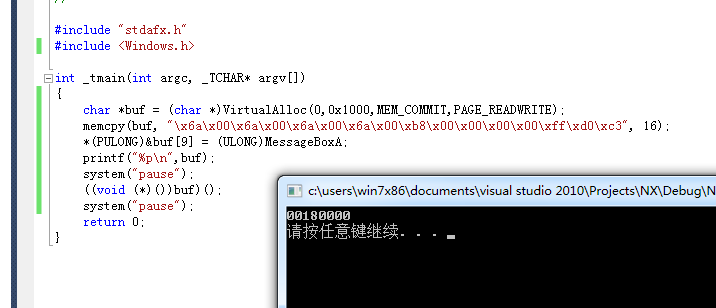 //
#include "stdafx.h"
#include <Windows.h>
int _tmain(int argc, _TCHAR* argv[])
{
char *buf = (char *)VirtualAlloc(0,0x1000,MEM_COMMIT,PAGE_READWRITE);
memcpy(buf, "\x6a\x00\x6a\x00\x6a\x00\x6a\x00\xb8\x00\x00\x00\x00\xff\xd0\xc3", 16);
*(PULONG)&buf[9] = (ULONG)MessageBoxA;
printf("%p\n",buf);
system("pause");
((void (*)())buf)();
system("pause");
return 0;
}
c:\users\win7x86\documents\visual studio 2010\Projects\NX\Debug\N
00180000
请按任意键继续. . .